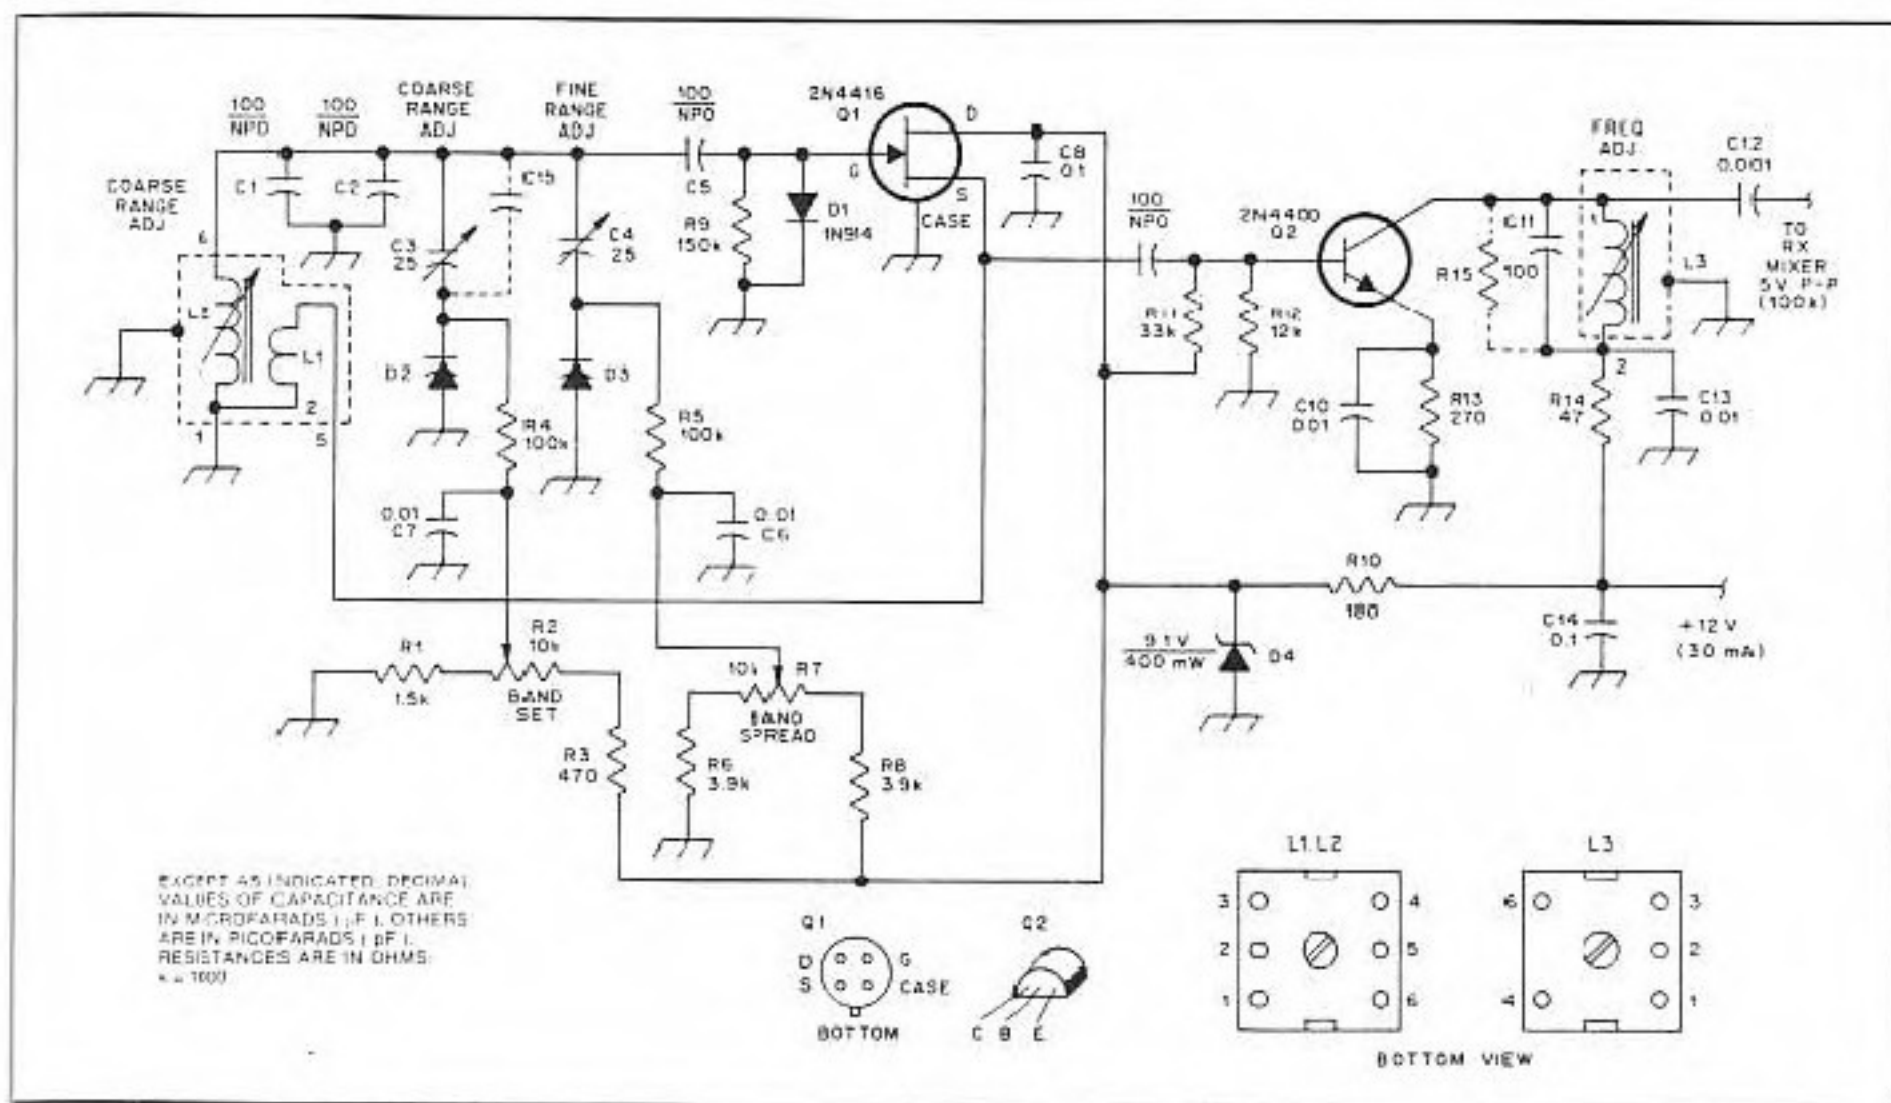 100
NPO
100
NPO
COARSE
RANGE
ADJ
FINE
RANGE
ADJ
100
NPO
2N4416
Q1
D
G
S
CASE
C1
C2
C15
C5
C3
25
C4
25
R9
150k
D1
1N914
C8
0.1
100
NPO
2N4400
Q2
FREQ
ADJ
C12
0.001
TO
RX
MIXER
5V P-P
(100k)
COARSE
RANGE
ADJ
6
L2
L1
2
1
5
D2
D3
R4
100k
R5
100k
0.01
C7
0.01
C6
R11
33k
R12
12k
R15
C11
100
1
L3
2
C10
0.01
R13
270
R14
47
C13
0.01
R1
1.5k
R2
10k
BAND
SET
10k
R7
BAND
SPREAD
R3
470
R6
3.9k
R8
3.9k
R10
180
9.1V
400 mW
D4
C14
0.1
+12V
(30 mA)
EXCEPT AS INDICATED, DECIMAL
VALUES OF CAPACITANCE ARE
IN MICROFARADS (µF), OTHERS
ARE IN PICOFARADS (pF),
RESISTANCES ARE IN OHMS;
k = 1000
Q1
D
G
S
CASE
BOTTOM
Q2
C B E
L1, L2
3
4
2
5
1
6
L3
6
3
2
4
1
BOTTOM VIEW